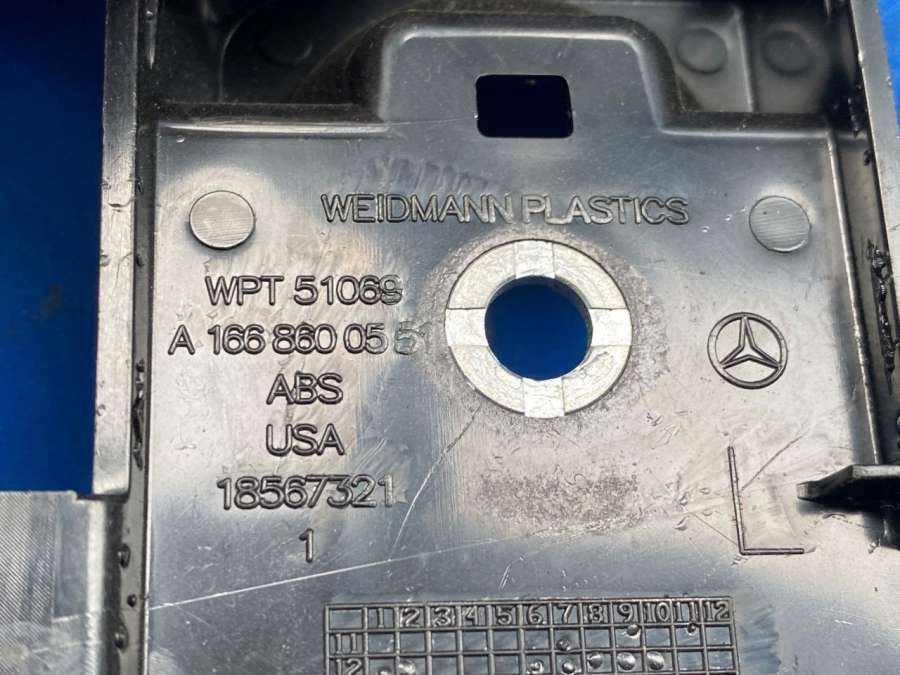 WEIDMANN PLASTICS
WPT 51069
A 166 860 05 51
ABS
USA
18567321
1
L
1 2 3 4 5 6 7 8 9 10 11 12
11
12